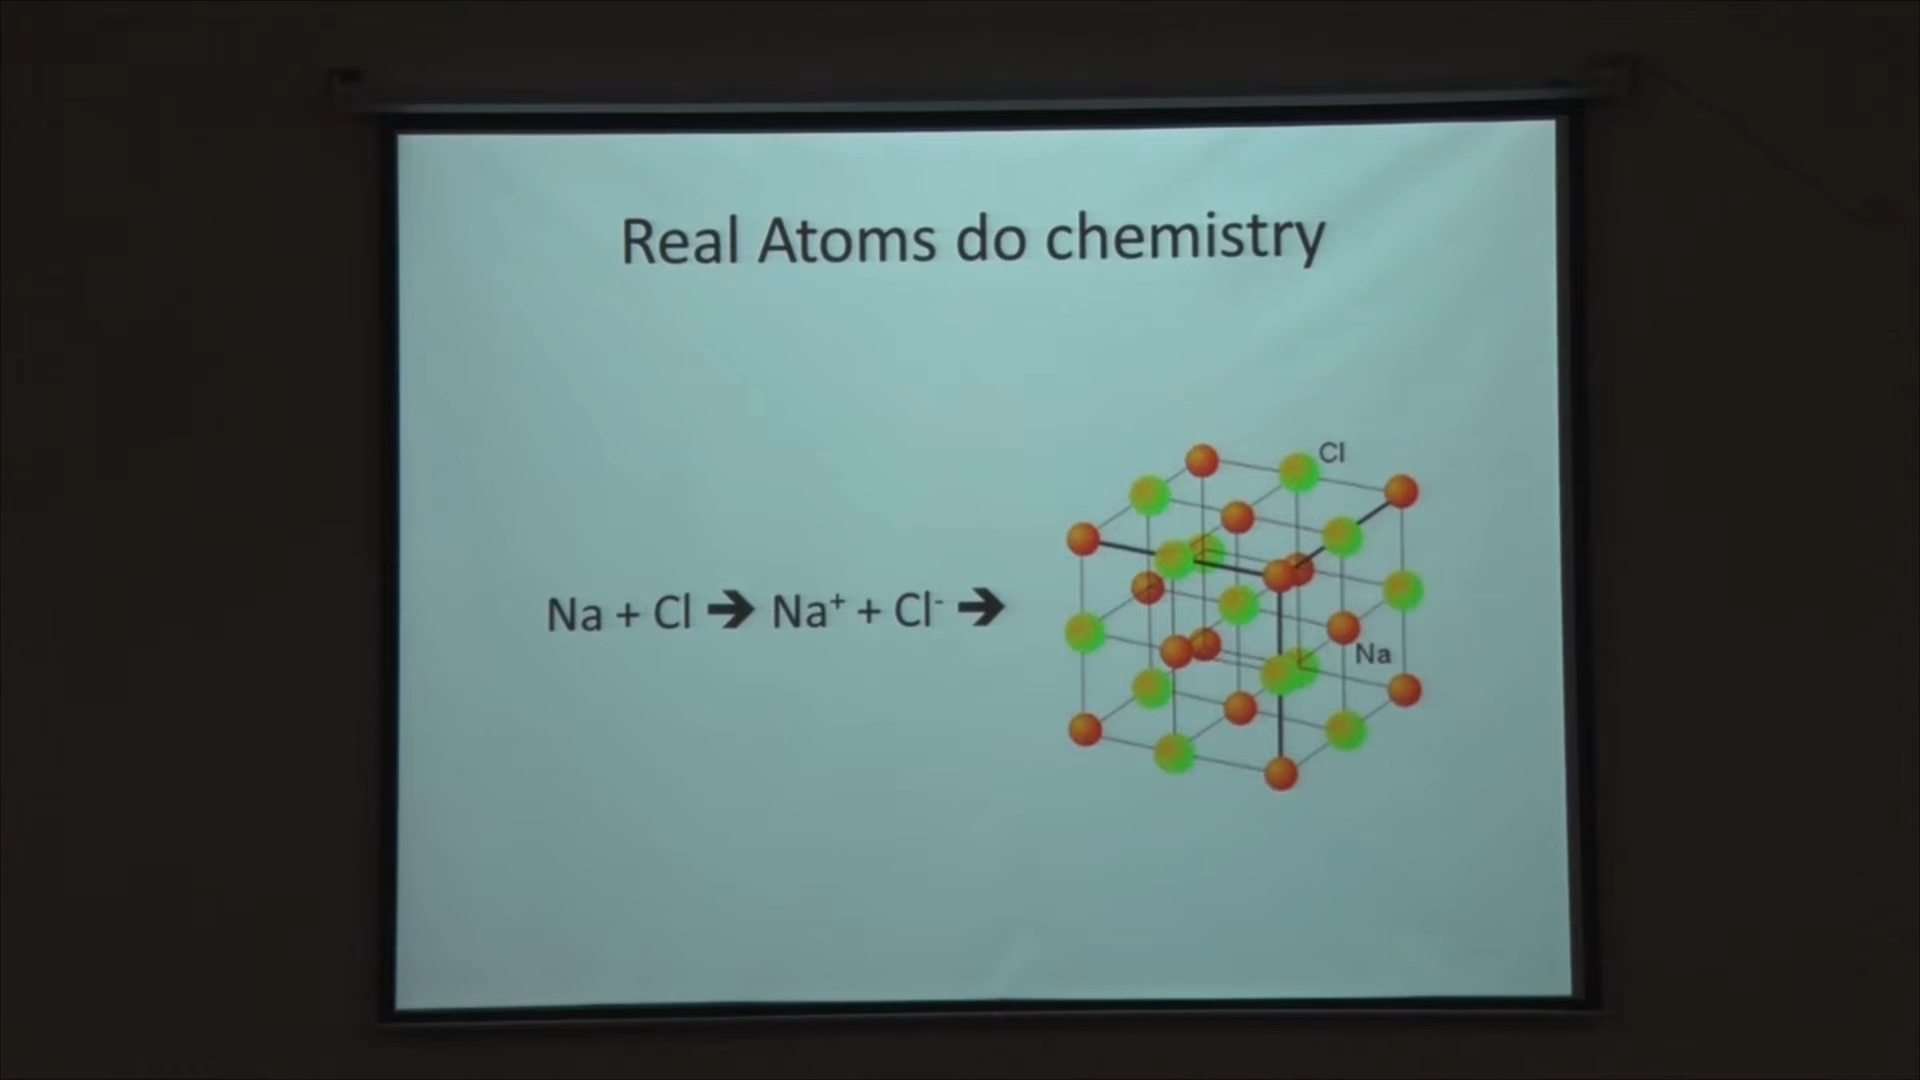 Real Atoms do chemistry
Cl
Na + Cl ➔ Na⁺ + Cl⁻ ➔
Na